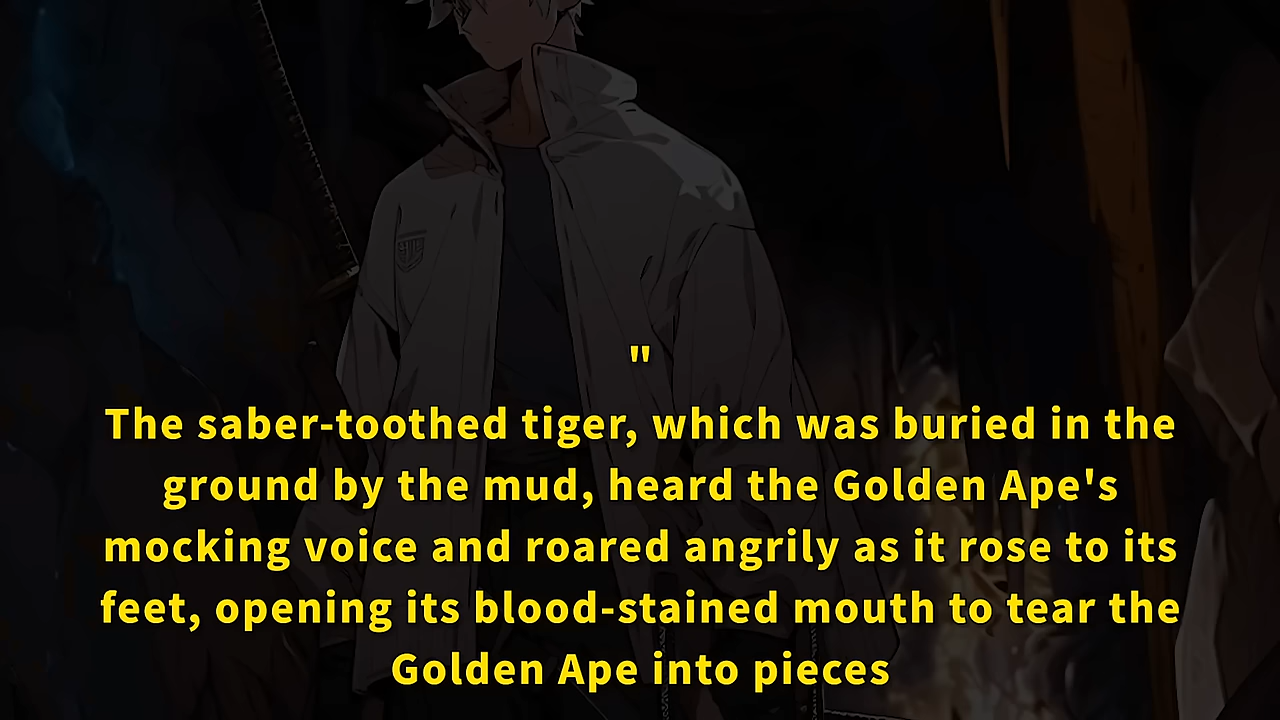 "
The saber-toothed tiger, which was buried in the
ground by the mud, heard the Golden Ape's
mocking voice and roared angrily as it rose to its
feet, opening its blood-stained mouth to tear the
Golden Ape into pieces